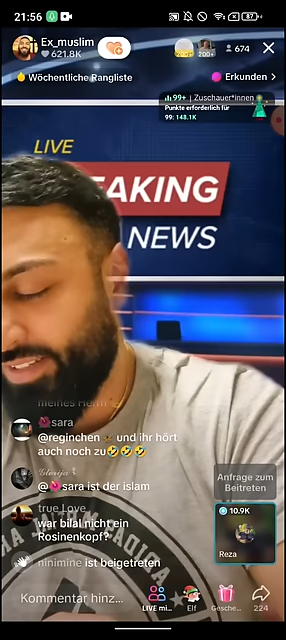 21:56
87
Ex_muslim
621.8K
200+
200+
674
Wöchentliche Rangliste
Erkunden >
99+ | Zuschauer*innen
Punkte erforderlich für
99: 148.1K
LIVE
EAKING
NEWS
meines Herrn
sara
@reginchen und ihr hört
auch noch zu🤣🤣🤣
@sara ist der islam
Anfrage zum
Beitreten
true Love
war bilal nicht ein
Rosinenkopf?
10.9K
Reza
ninimine ist beigetreten
Kommentar hinz...
LIVE mi...
Elf
Gesche...
224